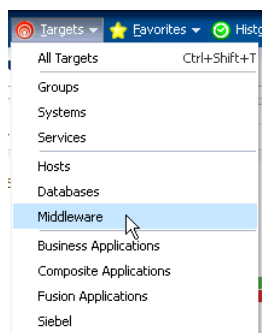 Targets Favorites Hist
All Targets Ctrl+Shift+T
Groups
Systems
Services
Hosts
Databases
Middleware
Business Applications
Composite Applications
Fusion Applications
Siebel